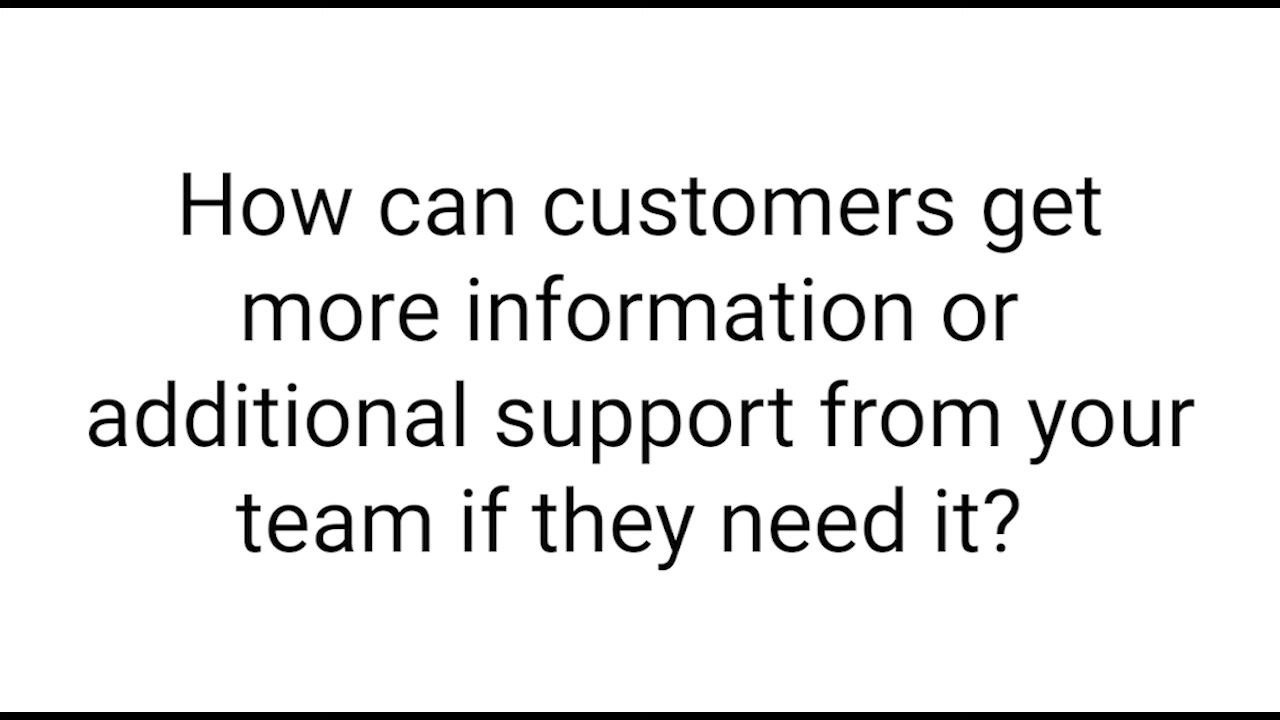 How can customers get
more information or
additional support from your
team if they need it?